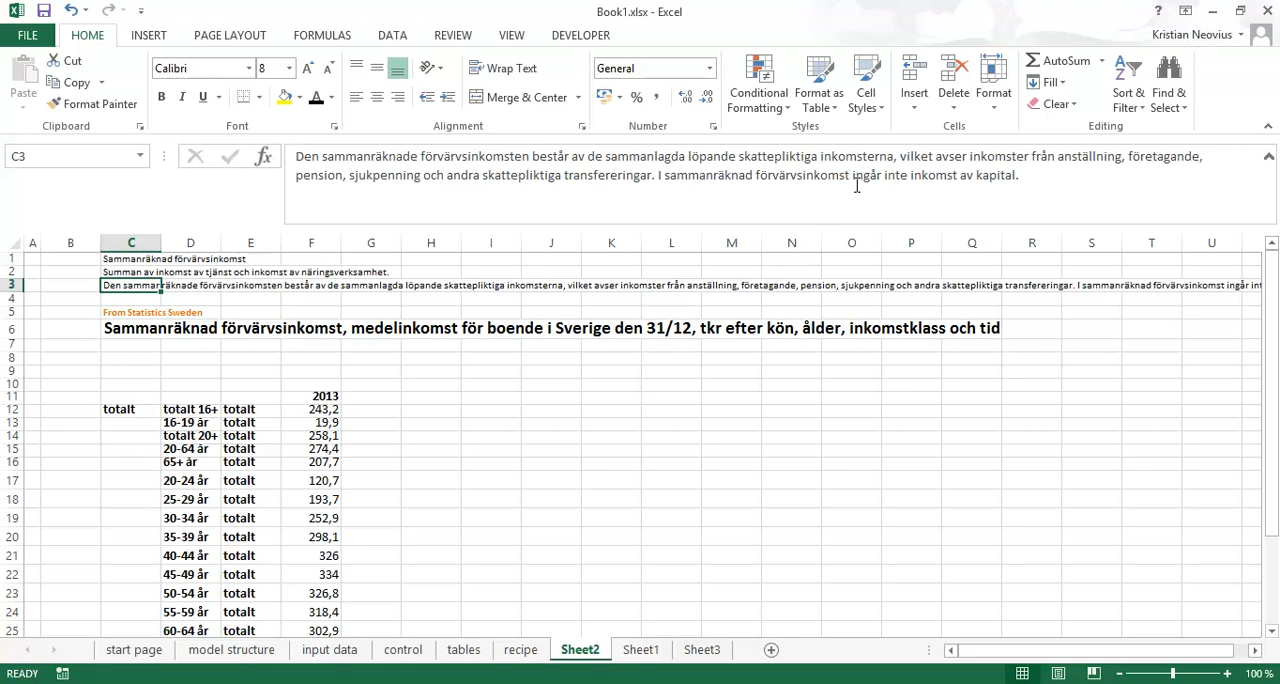 Book1.xlsx - Excel
FILE HOME INSERT PAGE LAYOUT FORMULAS DATA REVIEW VIEW DEVELOPER Kristian Neovius
Paste
Cut
Copy
Format Painter
Calibri 8
B I U A
Wrap Text
Merge & Center
General
%
Conditional Formatting
Format as Table
Cell Styles
Insert Delete Format
AutoSum
Fill
Clear
Sort & Filter
Find & Select
Clipboard Font Alignment Number Styles Cells Editing
C3
fx
Den sammanräknade förvärvsinkomsten består av de sammanlagda löpande skattepliktiga inkomsterna, vilket avser inkomster från anställning, företagande,
pension, sjukpenning och andra skattepliktiga transfereringar. I sammanräknad förvärvsinkomst ingår inte inkomst av kapital.
A B C D E F G H I J K L M N O P Q R S T U
1 Sammanräknad förvärvsinkomst
2 Summan av inkomst av tjänst och inkomst av näringsverksamhet.
3 Den sammanräknade förvärvsinkomsten består av de sammanlagda löpande skattepliktiga inkomsterna, vilket avser inkomster från anställning, företagande, pension, sjukpenning och andra skattepliktiga transfereringar. I sammanräknad förvärvsinkomst ingår
4
5 From Statistics Sweden
6 Sammanräknad förvärvsinkomst, medelinkomst för boende i Sverige den 31/12, tkr efter kön, ålder, inkomstklass och tid
7
8
9
10
11 2013
12 totalt totalt 16+ totalt 243,2
13 16-19 år totalt 19,9
14 totalt 20+ totalt 258,1
15 20-64 år totalt 274,4
16 65+ år totalt 207,7
17 20-24 år totalt 120,7
18 25-29 år totalt 193,7
19 30-34 år totalt 252,9
20 35-39 år totalt 298,1
21 40-44 år totalt 326
22 45-49 år totalt 334
23 50-54 år totalt 326,8
24 55-59 år totalt 318,4
25 60-64 år totalt 302,9
start page model structure input data control tables recipe Sheet2 Sheet1 Sheet3
READY 100 %